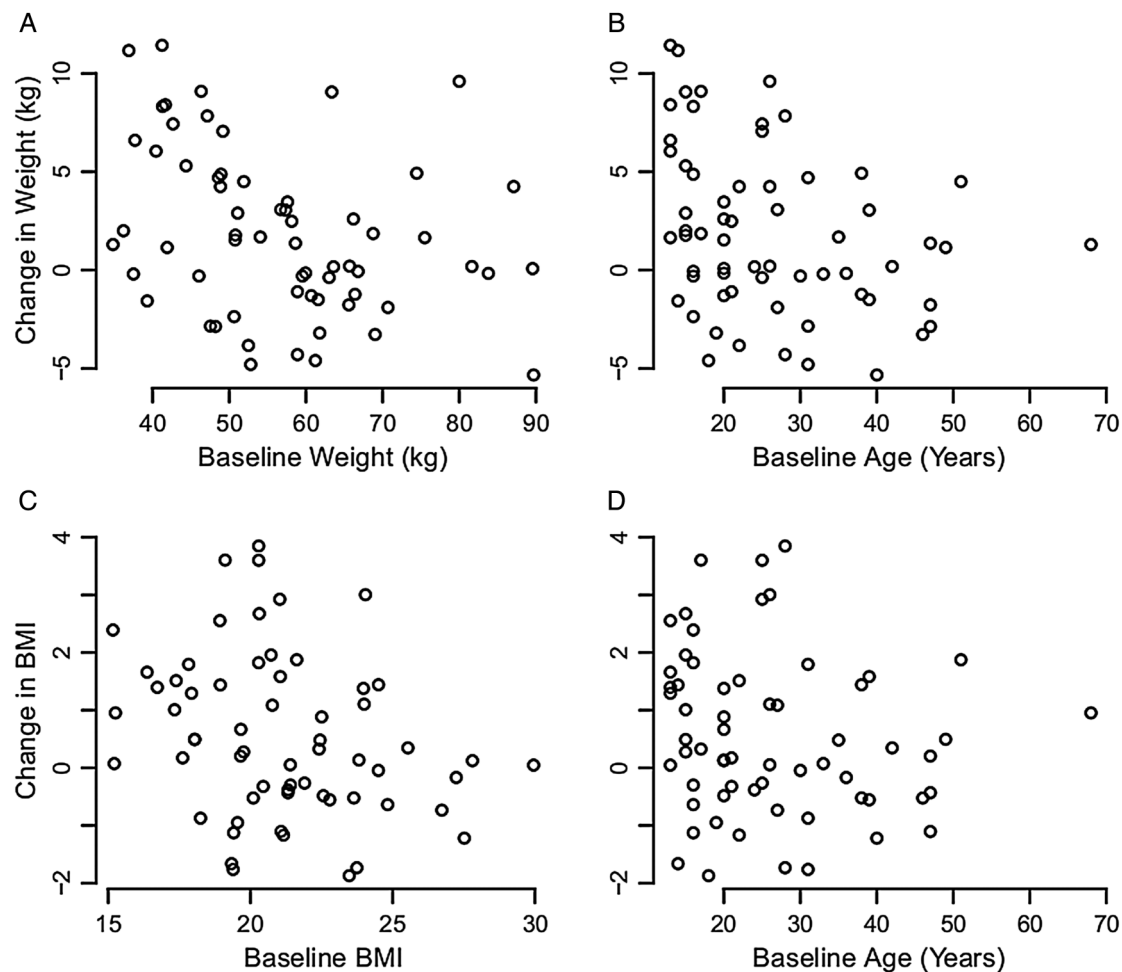 A
Change in Weight (kg)
10
5
0
−5
40 50 60 70 80 90
Baseline Weight (kg)
B
10
5
0
−5
20 30 40 50 60 70
Baseline Age (Years)
C
Change in BMI
4
2
0
−2
15 20 25 30
Baseline BMI
D
4
2
0
−2
20 30 40 50 60 70
Baseline Age (Years)